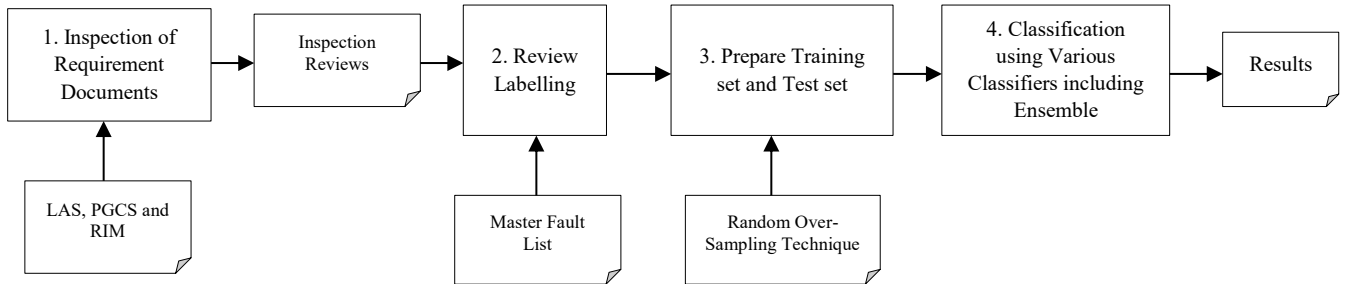 1. Inspection of
Requirement
Documents
Inspection
Reviews
2. Review
Labelling
3. Prepare Training
set and Test set
4. Classification
using Various
Classifiers including
Ensemble
Results
LAS, PGCS and
RIM
Master Fault
List
Random Over-
Sampling Technique